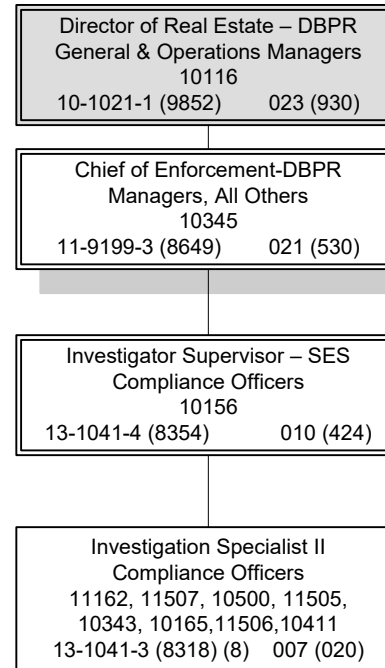 Director of Real Estate – DBPR
General & Operations Managers
10116
10-1021-1 (9852) 023 (930)
Chief of Enforcement-DBPR
Managers, All Others
10345
11-9199-3 (8649) 021 (530)
Investigator Supervisor – SES
Compliance Officers
10156
13-1041-4 (8354) 010 (424)
Investigation Specialist II
Compliance Officers
11162, 11507, 10500, 11505,
10343, 10165,11506,10411
13-1041-3 (8318) (8) 007 (020)